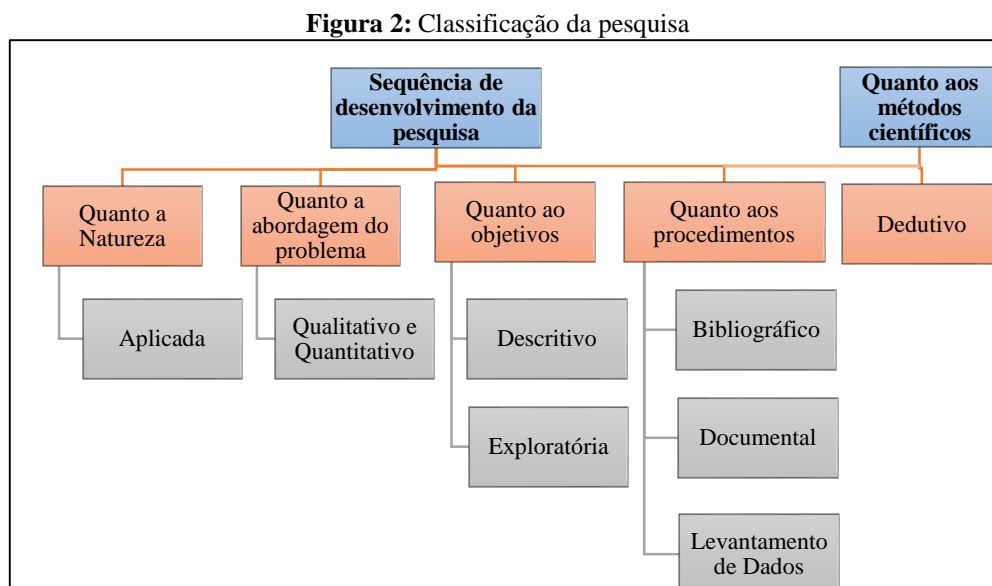 Figura 2: Classificação da pesquisa
Sequência de
desenvolvimento da
pesquisa
Quanto aos
métodos
científicos
Quanto a
Natureza
Quanto a
abordagem do
problema
Quanto ao
objetivos
Quanto aos
procedimentos
Dedutivo
Aplicada
Qualitativo e
Quantitativo
Descritivo
Bibliográfico
Exploratória
Documental
Levantamento
de Dados